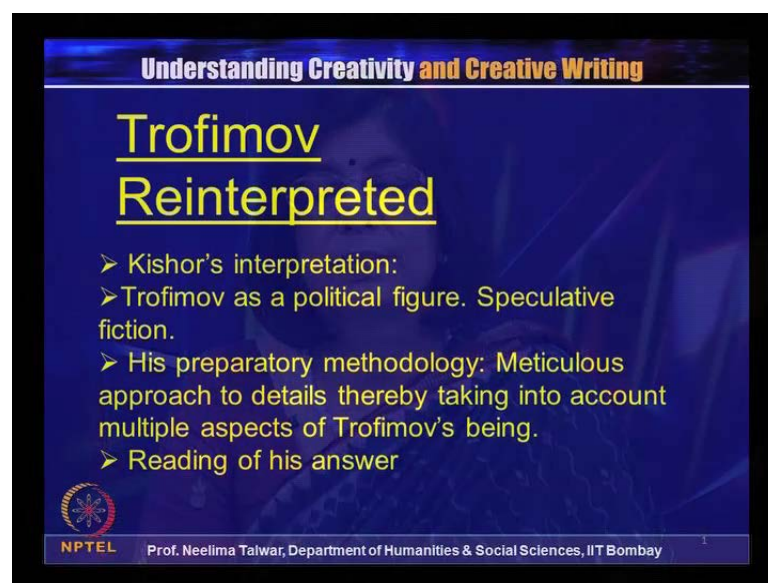 Understanding Creativity and Creative Writing
Trofimov
Reinterpreted
➢ Kishor's interpretation:
➢Trofimov as a political figure. Speculative
fiction.
➢ His preparatory methodology: Meticulous
approach to details thereby taking into account
multiple aspects of Trofimov's being.
➢ Reading of his answer
1
NPTEL
Prof. Neelima Talwar, Department of Humanities & Social Sciences, IIT Bombay